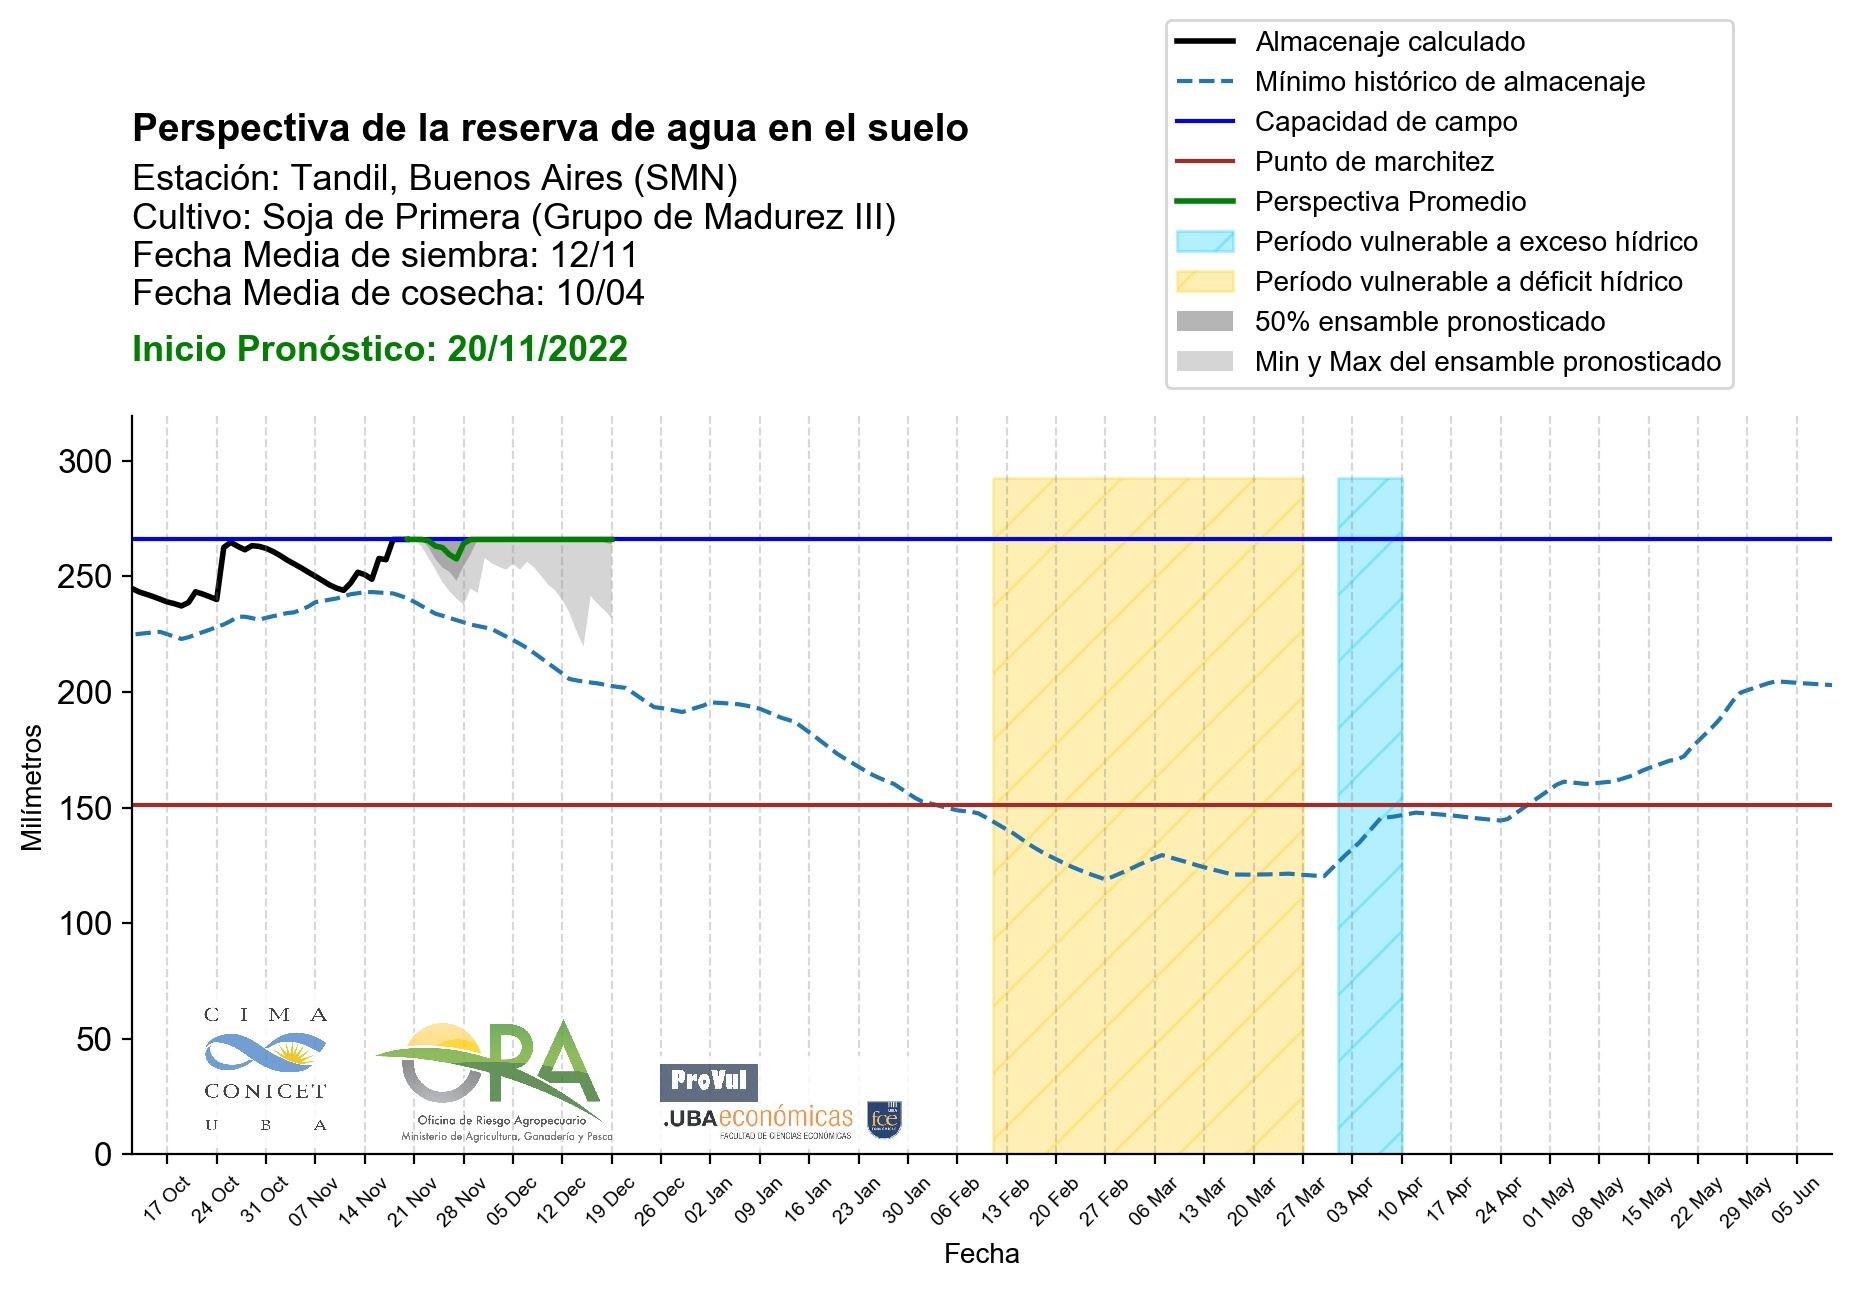 Almacenaje calculado
Mínimo histórico de almacenaje
Capacidad de campo
Punto de marchitez
Perspectiva Promedio
Período vulnerable a exceso hídrico
Período vulnerable a déficit hídrico
50% ensamble pronosticado
Min y Max del ensamble pronosticado
Perspectiva de la reserva de agua en el suelo
Estación: Tandil, Buenos Aires (SMN)
Cultivo: Soja de Primera (Grupo de Madurez III)
Fecha Media de siembra: 12/11
Fecha Media de cosecha: 10/04
Inicio Pronóstico: 20/11/2022
300
250
200
150
100
50
0
Milímetros
CIMA
CONICET
UBA
ORA
Oficina de Riesgo Agropecuario
Ministerio de Agricultura, Ganadería y Pesca
ProVul
.UBAeconómicas
FACULTAD DE CIENCIAS ECONÓMICAS
fce
17 Oct
24 Oct
31 Oct
07 Nov
14 Nov
21 Nov
28 Nov
05 Dec
12 Dec
19 Dec
26 Dec
02 Jan
09 Jan
16 Jan
23 Jan
30 Jan
06 Feb
13 Feb
20 Feb
27 Feb
06 Mar
13 Mar
20 Mar
27 Mar
03 Apr
10 Apr
17 Apr
24 Apr
01 May
08 May
15 May
22 May
29 May
05 Jun
Fecha